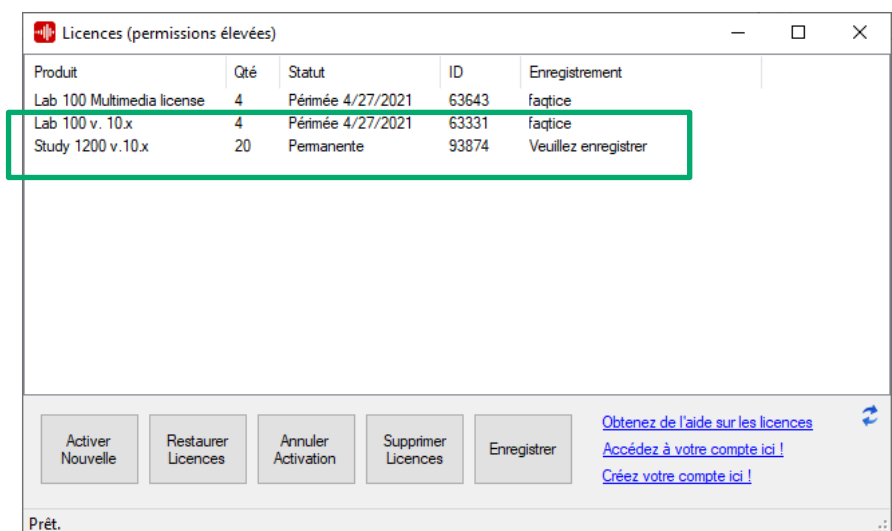 Licences (permissions élevées)
Produit Qté Statut ID Enregistrement
Lab 100 Multimedia license 4 Périmée 4/27/2021 63643 faqtice
Lab 100 v. 10.x 4 Périmée 4/27/2021 63331 faqtice
Study 1200 v.10.x 20 Permanente 93874 Veuillez enregistrer
Activer Nouvelle
Restaurer Licences
Annuler Activation
Supprimer Licences
Enregistrer
Obtenez de l'aide sur les licences
Accédez à votre compte ici !
Créez votre compte ici !
Prêt.